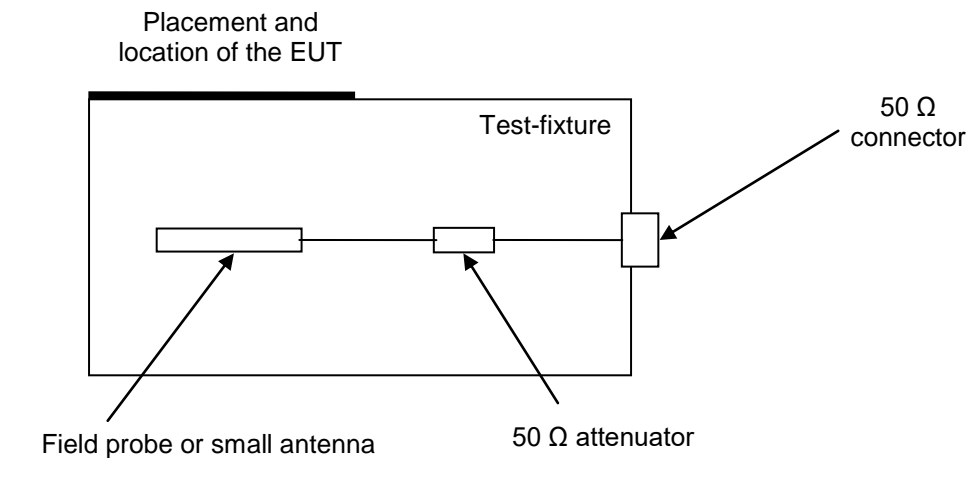 Placement and
location of the EUT
Test-fixture
50 Ω
connector
Field probe or small antenna
50 Ω attenuator